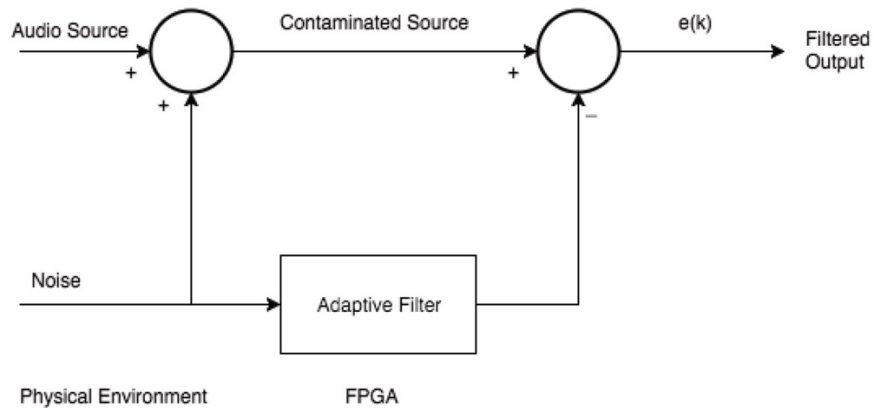 Audio Source
Contaminated Source
e(k)
Filtered
Output
+
+
+
–
Noise
Adaptive Filter
Physical Environment
FPGA